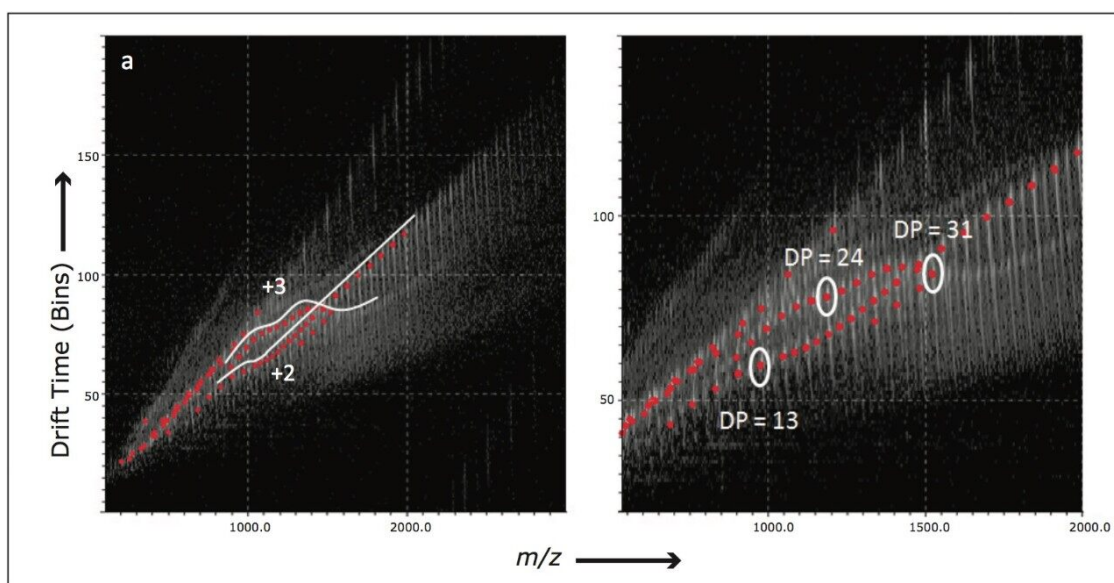 a
Drift Time (Bins)
150
100
50
+3
+2
1000.0
2000.0
100
50
DP = 24
DP = 31
DP = 13
1000.0
1500.0
2000.0
m/z